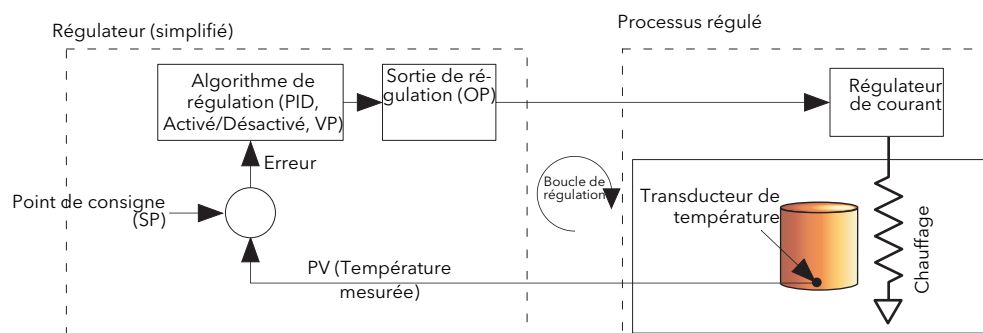 Régulateur (simplifié)
Processus régulé
Algorithme de
régulation (PID,
Activé/Désactivé, VP)
Sortie de ré-
gulation (OP)
Régulateur
de courant
Erreur
Point de consigne
(SP)
Boucle de
régulation
Transducteur de
température
Chauffage
PV (Température
mesurée)